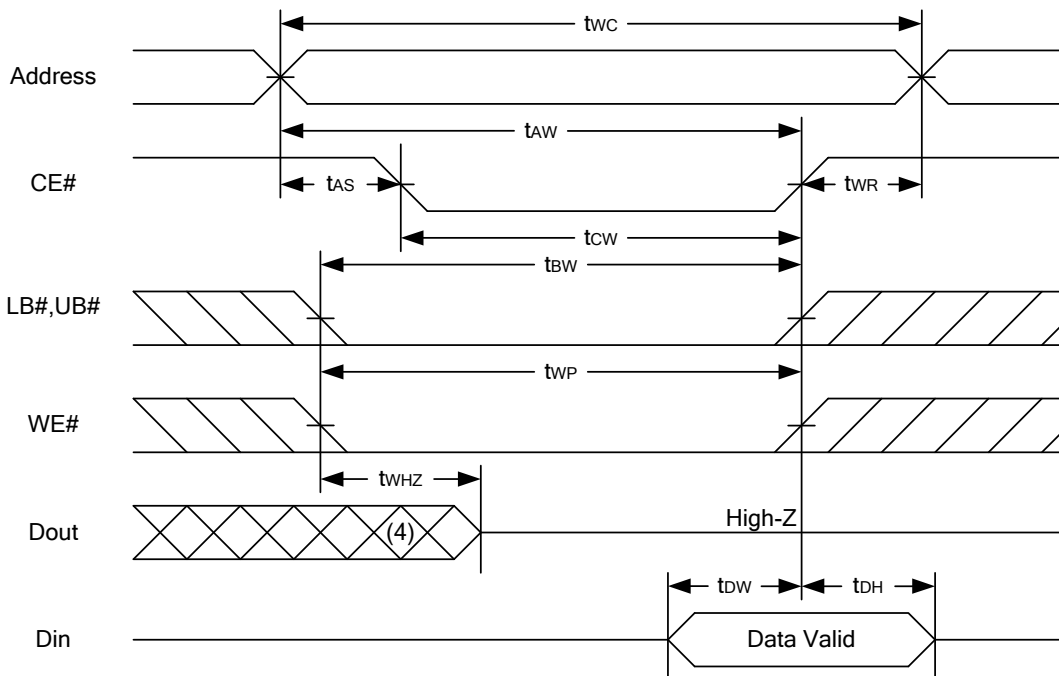 tWC
Address
tAW
CE#
tAS
tWR
tCW
tBW
LB#,UB#
tWP
WE#
tWHZ
Dout
(4)
High-Z
tDW
tDH
Din
Data Valid